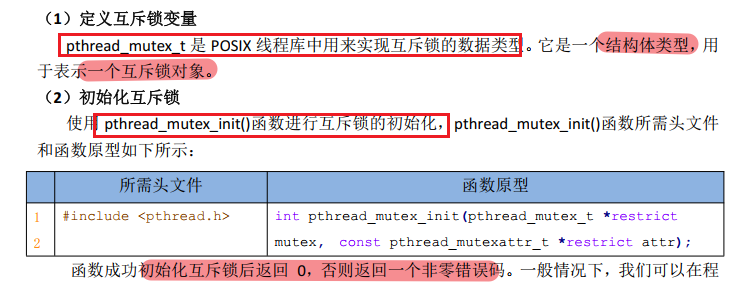 （1）定义互斥锁变量
pthread_mutex_t 是 POSIX 线程库中用来实现互斥锁的数据类型。它是一个结构体类型，用
于表示一个互斥锁对象。
（2）初始化互斥锁
使用 pthread_mutex_init()函数进行互斥锁的初始化，pthread_mutex_init()函数所需头文件
和函数原型如下所示：
所需头文件 函数原型
1 #include <pthread.h> int pthread_mutex_init(pthread_mutex_t *restrict
2 mutex, const pthread_mutexattr_t *restrict attr);
函数成功初始化互斥锁后返回 0，否则返回一个非零错误码。一般情况下，我们可以在程